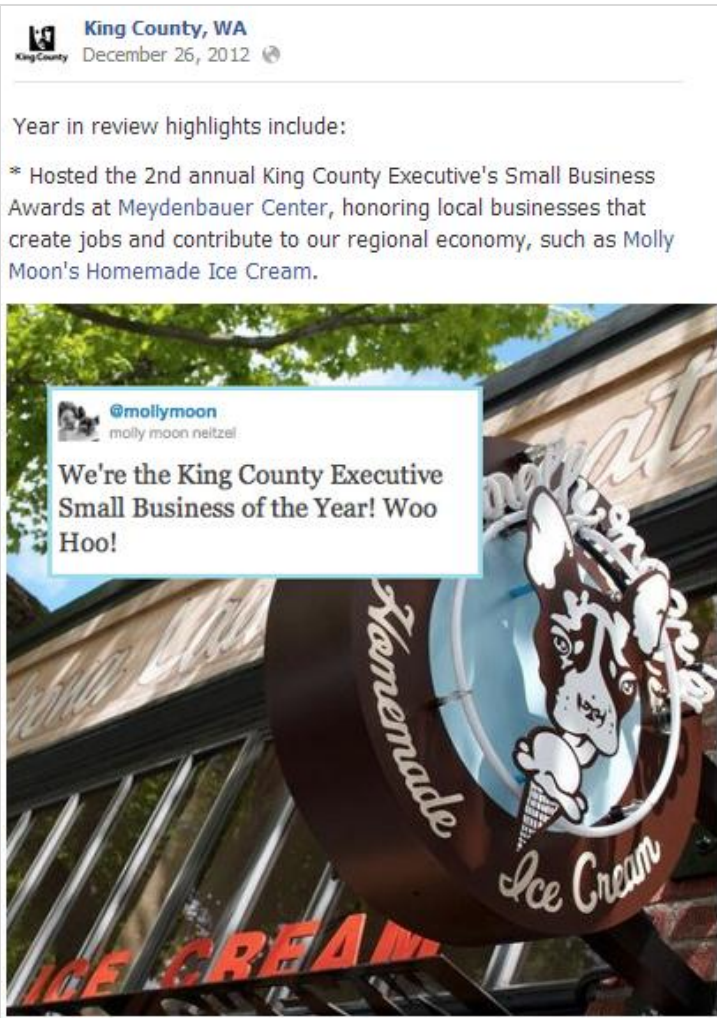 King County
King County, WA
December 26, 2012
Year in review highlights include:
* Hosted the 2nd annual King County Executive's Small Business
Awards at Meydenbauer Center, honoring local businesses that
create jobs and contribute to our regional economy, such as Molly
Moon's Homemade Ice Cream.
@mollymoon
molly moon neitzel
We're the King County Executive
Small Business of the Year! Woo
Hoo!
molly moon's
Homemade
Ice Cream
ICE CREAM